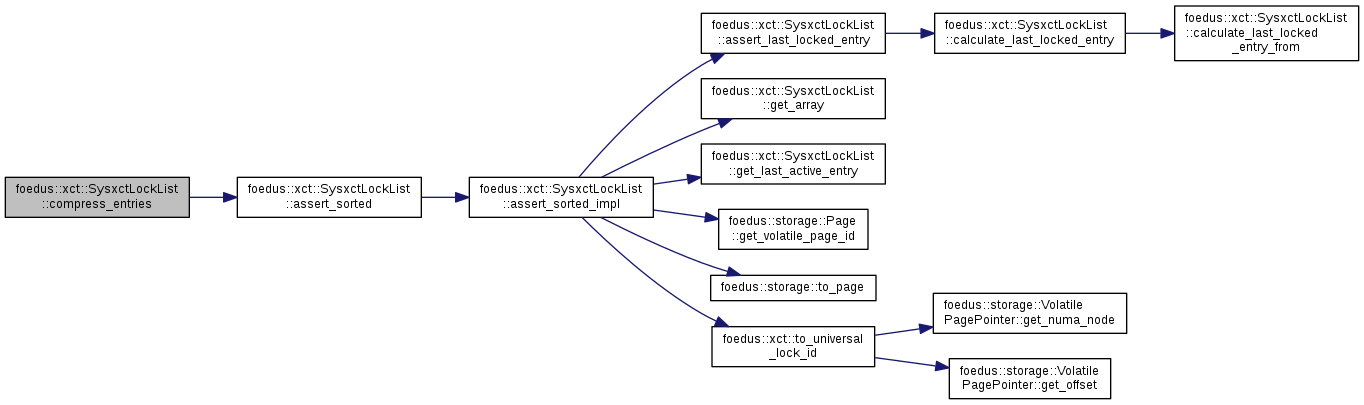 foedus::xct::SysxctLockList
::compress_entries
foedus::xct::SysxctLockList
::assert_sorted
foedus::xct::SysxctLockList
::assert_sorted_impl
foedus::xct::SysxctLockList
::assert_last_locked_entry
foedus::xct::SysxctLockList
::calculate_last_locked_entry
foedus::xct::SysxctLockList
::calculate_last_locked
_entry_from
foedus::xct::SysxctLockList
::get_array
foedus::xct::SysxctLockList
::get_last_active_entry
foedus::storage::Page
::get_volatile_page_id
foedus::storage::to_page
foedus::xct::to_universal
_lock_id
foedus::storage::Volatile
PagePointer::get_numa_node
foedus::storage::Volatile
PagePointer::get_offset